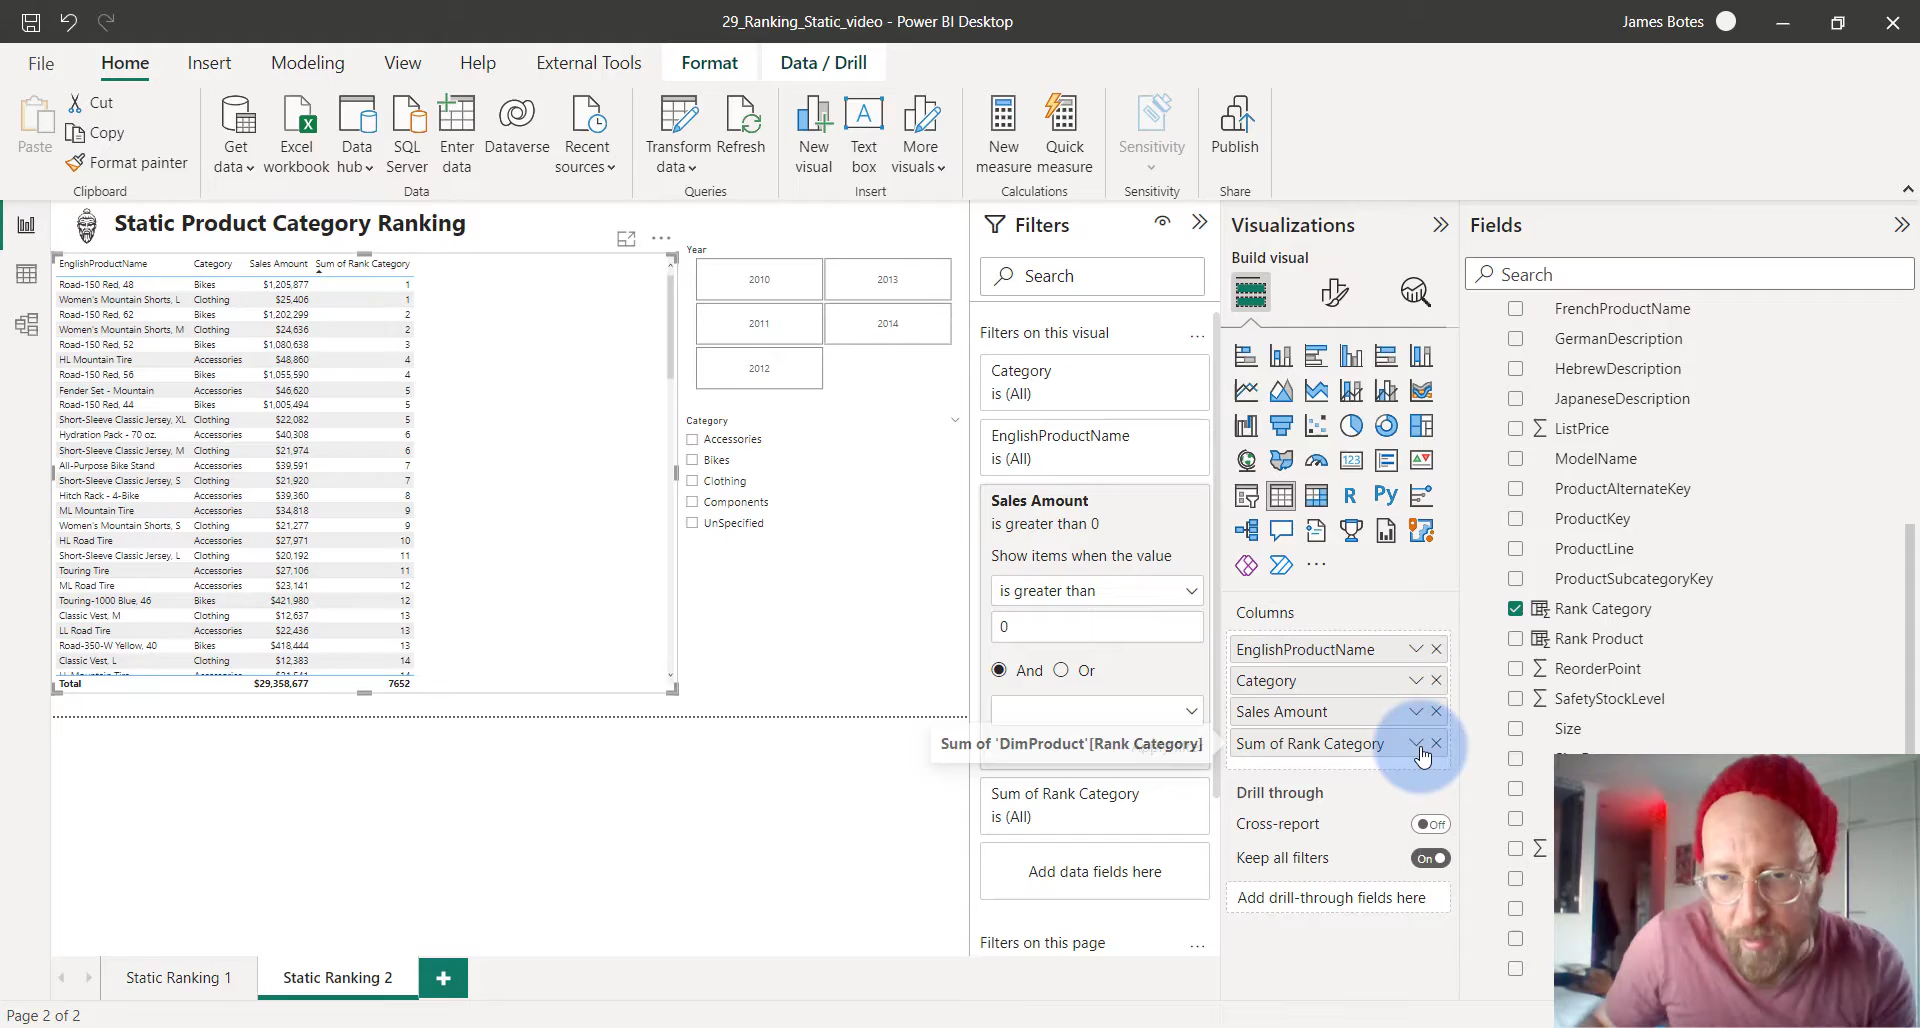 29_Ranking_Static_video - Power BI Desktop
James Botes
File
Home
Insert
Modeling
View
Help
External Tools
Format
Data / Drill
Paste
Cut
Copy
Format painter
Clipboard
Get data
Excel workbook
Data hub
SQL Server
Enter data
Dataverse
Recent sources
Data
Transform data
Refresh
Queries
New visual
Text box
More visuals
Insert
New measure
Quick measure
Calculations
Sensitivity
Sensitivity
Publish
Share
Static Product Category Ranking
EnglishProductName Category Sales Amount Sum of Rank Category
Road-150 Red, 48 Bikes $1,205,877 1
Women's Mountain Shorts, L Clothing $25,406 1
Road-150 Red, 62 Bikes $1,202,299 2
Women's Mountain Shorts, M Clothing $24,636 2
Road-150 Red, 52 Bikes $1,080,638 3
HL Mountain Tire Accessories $48,860 4
Road-150 Red, 56 Bikes $1,055,590 4
Fender Set - Mountain Accessories $46,620 5
Road-150 Red, 44 Bikes $1,005,494 5
Short-Sleeve Classic Jersey, XL Clothing $22,082 5
Hydration Pack - 70 oz. Accessories $40,308 6
Short-Sleeve Classic Jersey, M Clothing $21,974 6
All-Purpose Bike Stand Accessories $39,591 7
Short-Sleeve Classic Jersey, S Clothing $21,920 7
Hitch Rack - 4-Bike Accessories $39,360 8
ML Mountain Tire Accessories $34,818 9
Women's Mountain Shorts, S Clothing $21,277 9
HL Road Tire Accessories $27,971 10
Short-Sleeve Classic Jersey, L Clothing $20,192 11
Touring Tire Accessories $27,106 11
ML Road Tire Accessories $23,141 12
Touring-1000 Blue, 46 Bikes $421,980 12
Classic Vest, M Clothing $12,637 13
LL Road Tire Accessories $22,436 13
Road-350-W Yellow, 40 Bikes $418,444 13
Classic Vest, L Clothing $12,383 14
Total $29,358,677 7652
Year
2010
2013
2011
2014
2012
Category
Accessories
Bikes
Clothing
Components
UnSpecified
Filters
Search
Filters on this visual
Category
is (All)
EnglishProductName
is (All)
Sales Amount
is greater than 0
Show items when the value
is greater than
0
And
Or
Sum of 'DimProduct'[Rank Category]
Sum of Rank Category
is (All)
Add data fields here
Filters on this page
Visualizations
Build visual
123
R
Py
Columns
EnglishProductName
Category
Sales Amount
Sum of Rank Category
Drill through
Cross-report
Off
Keep all filters
On
Add drill-through fields here
Fields
Search
FrenchProductName
GermanDescription
HebrewDescription
JapaneseDescription
ListPrice
ModelName
ProductAlternateKey
ProductKey
ProductLine
ProductSubcategoryKey
Rank Category
Rank Product
ReorderPoint
SafetyStockLevel
Size
Static Ranking 1
Static Ranking 2
Page 2 of 2